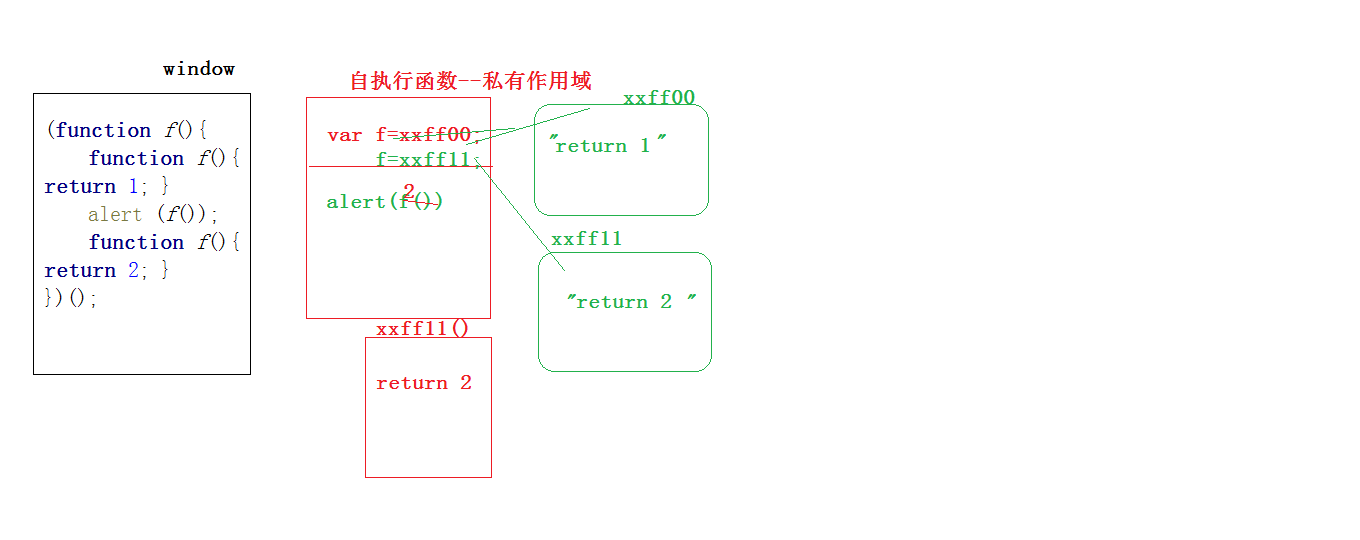 window
(function f(){
function f(){
return 1; }
alert (f());
function f(){
return 2; }
})();
自执行函数--私有作用域
var f=xxff00;
f=xxff11;
2
alert(f())
xxff00
"return 1"
xxff11
"return 2 "
xxff11()
return 2